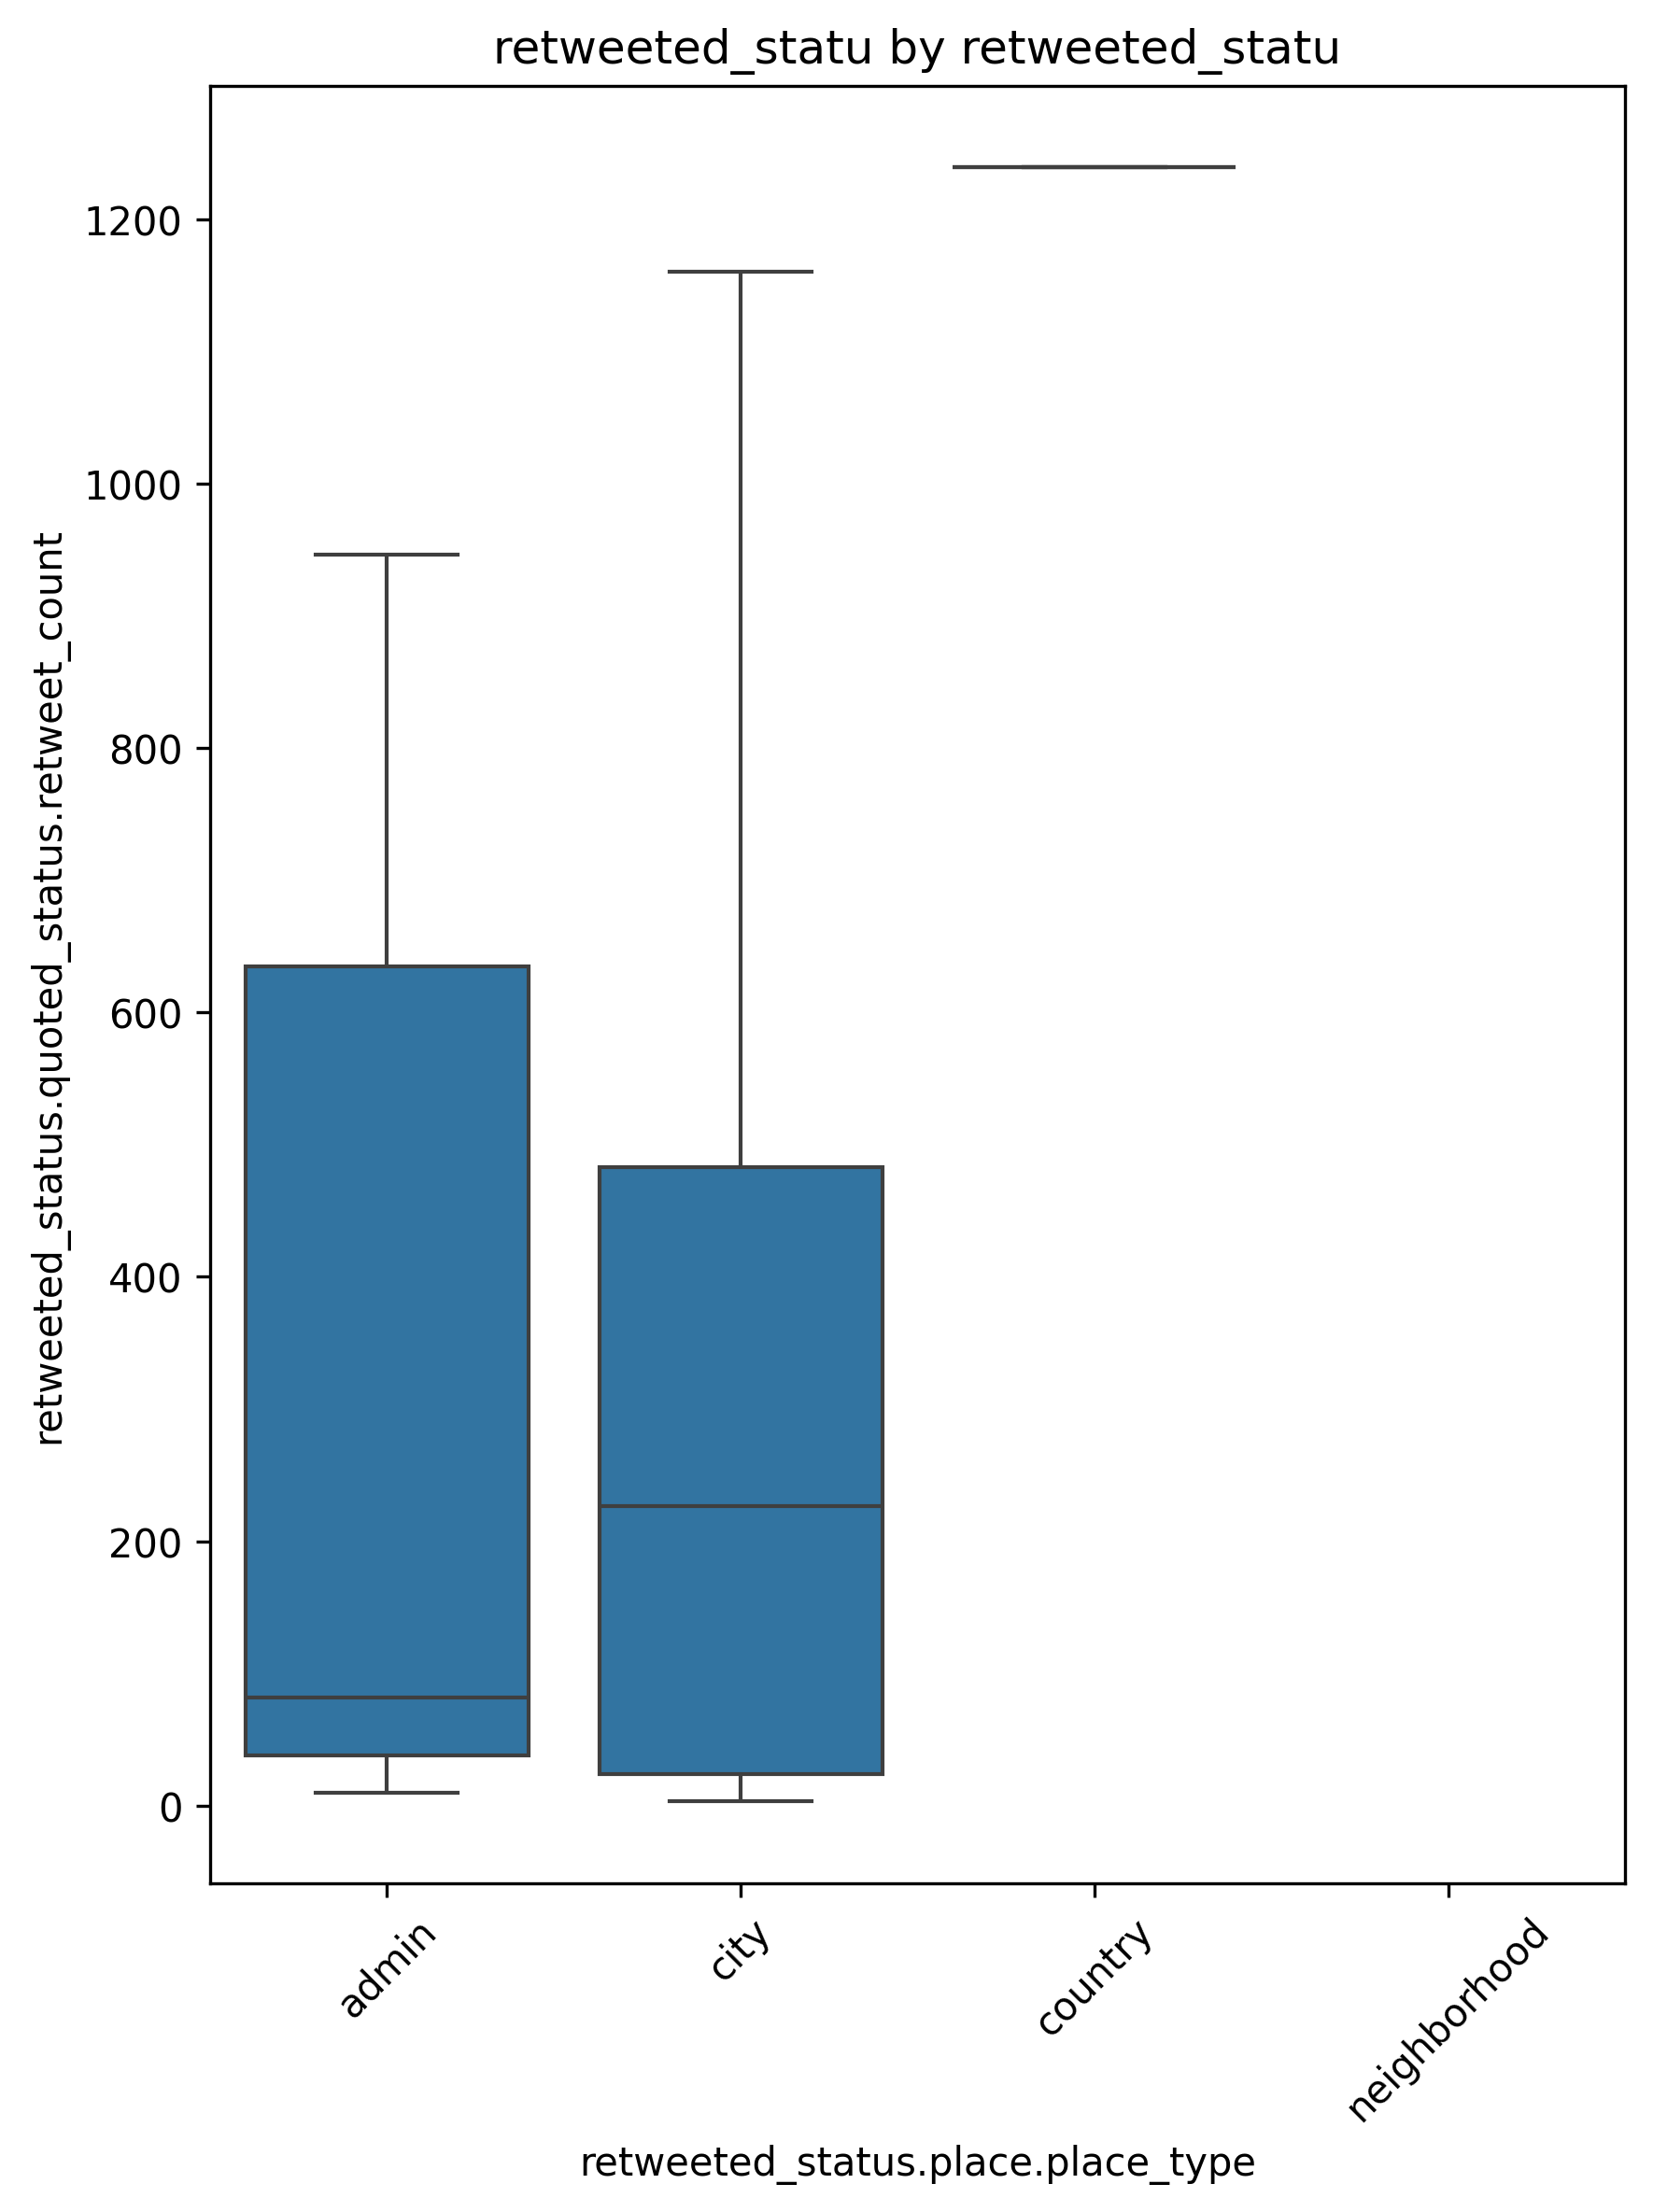 retweeted_statu by retweeted_statu
retweeted_status.quoted_status.retweet_count
1200
1000
800
600
400
200
0
admin
city
country
neighborhood
retweeted_status.place.place_type